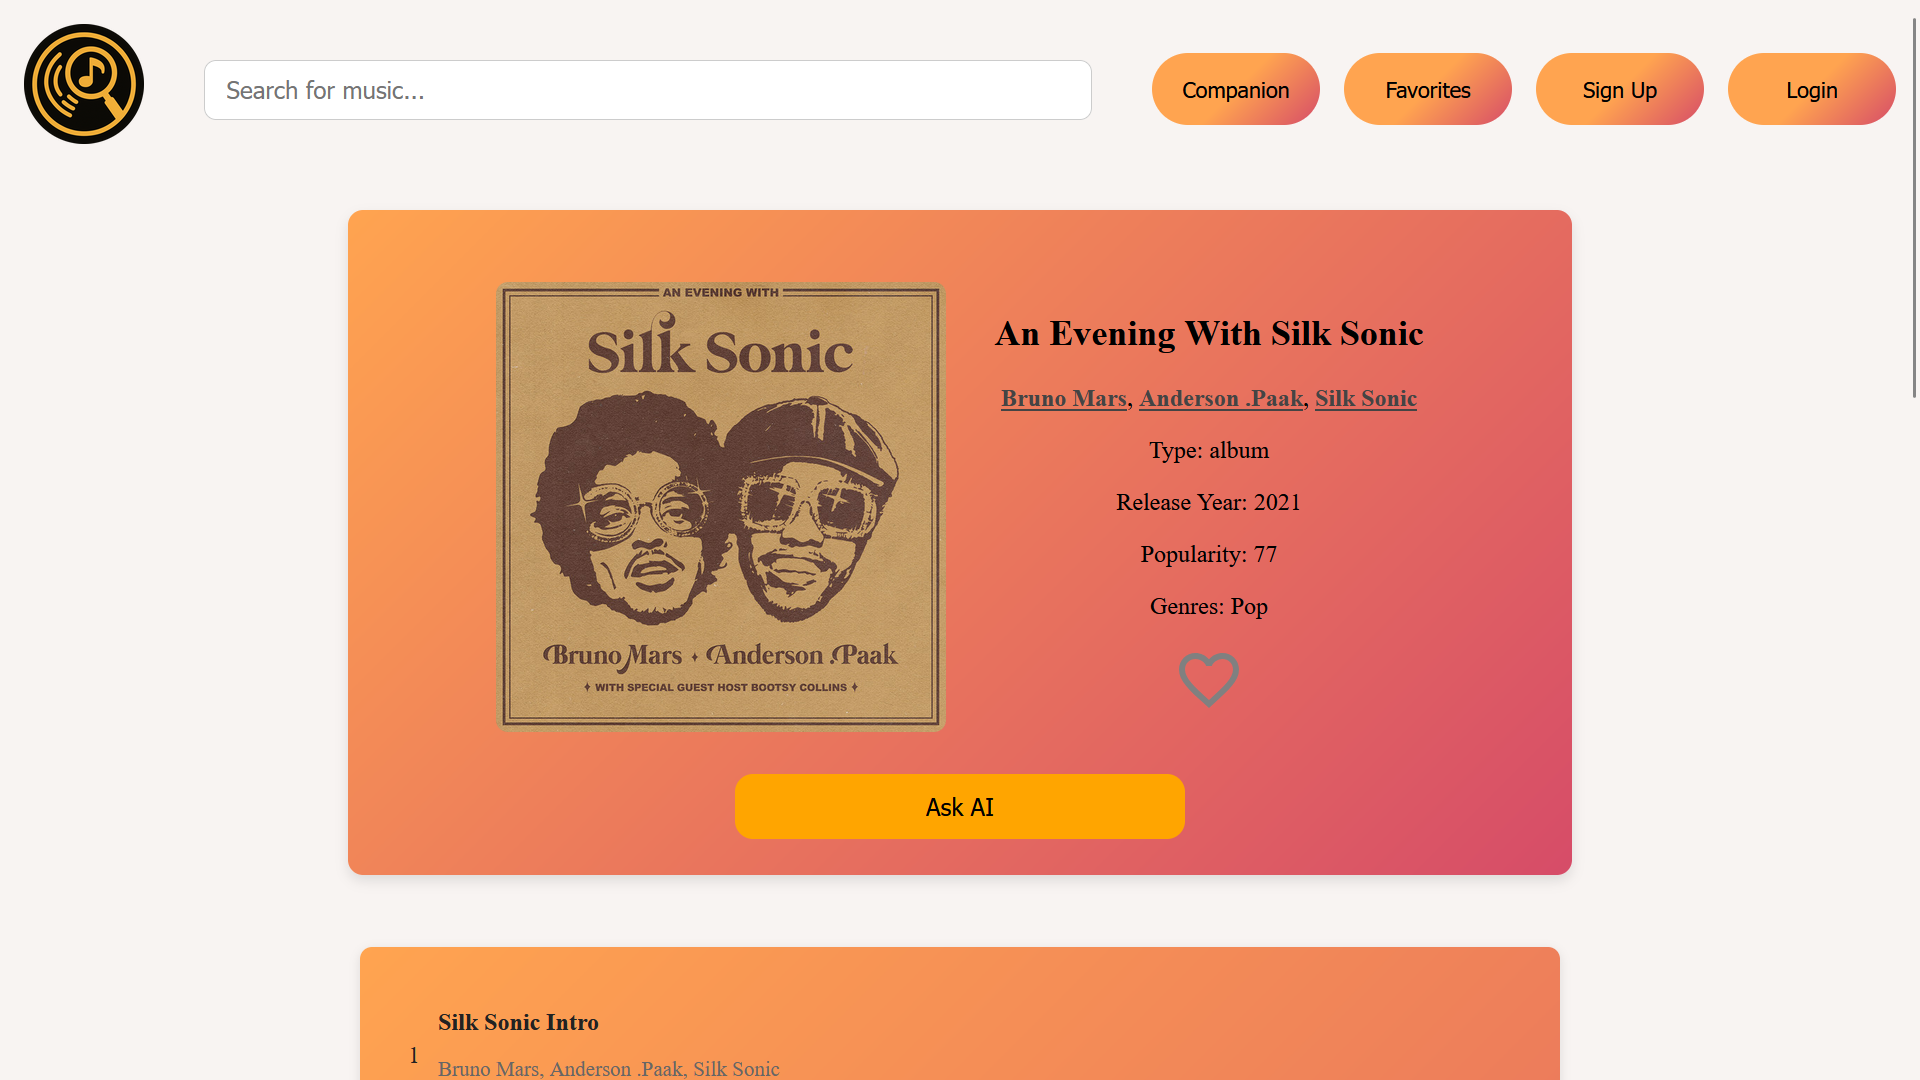 Search for music...
Companion
Favorites
Sign Up
Login
AN EVENING WITH
Silk Sonic
Bruno Mars ✦ Anderson .Paak
✦ WITH SPECIAL GUEST HOST BOOTSY COLLINS ✦
An Evening With Silk Sonic
Bruno Mars, Anderson .Paak, Silk Sonic
Type: album
Release Year: 2021
Popularity: 77
Genres: Pop
Ask AI
Silk Sonic Intro
1
Bruno Mars, Anderson .Paak, Silk Sonic